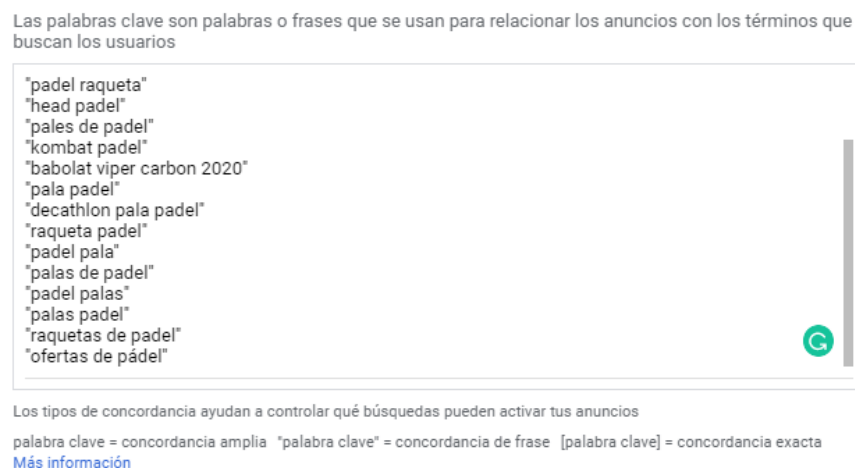 Las palabras clave son palabras o frases que se usan para relacionar los anuncios con los términos que
buscan los usuarios
"padel raqueta"
"head padel"
"pales de padel"
"kombat padel"
"babolat viper carbon 2020"
"pala padel"
"decathlon pala padel"
"raqueta padel"
"padel pala"
"palas de padel"
"padel palas"
"palas padel"
"raquetas de padel"
"ofertas de pádel"
Los tipos de concordancia ayudan a controlar qué búsquedas pueden activar tus anuncios
palabra clave = concordancia amplia "palabra clave" = concordancia de frase [palabra clave] = concordancia exacta
Más información